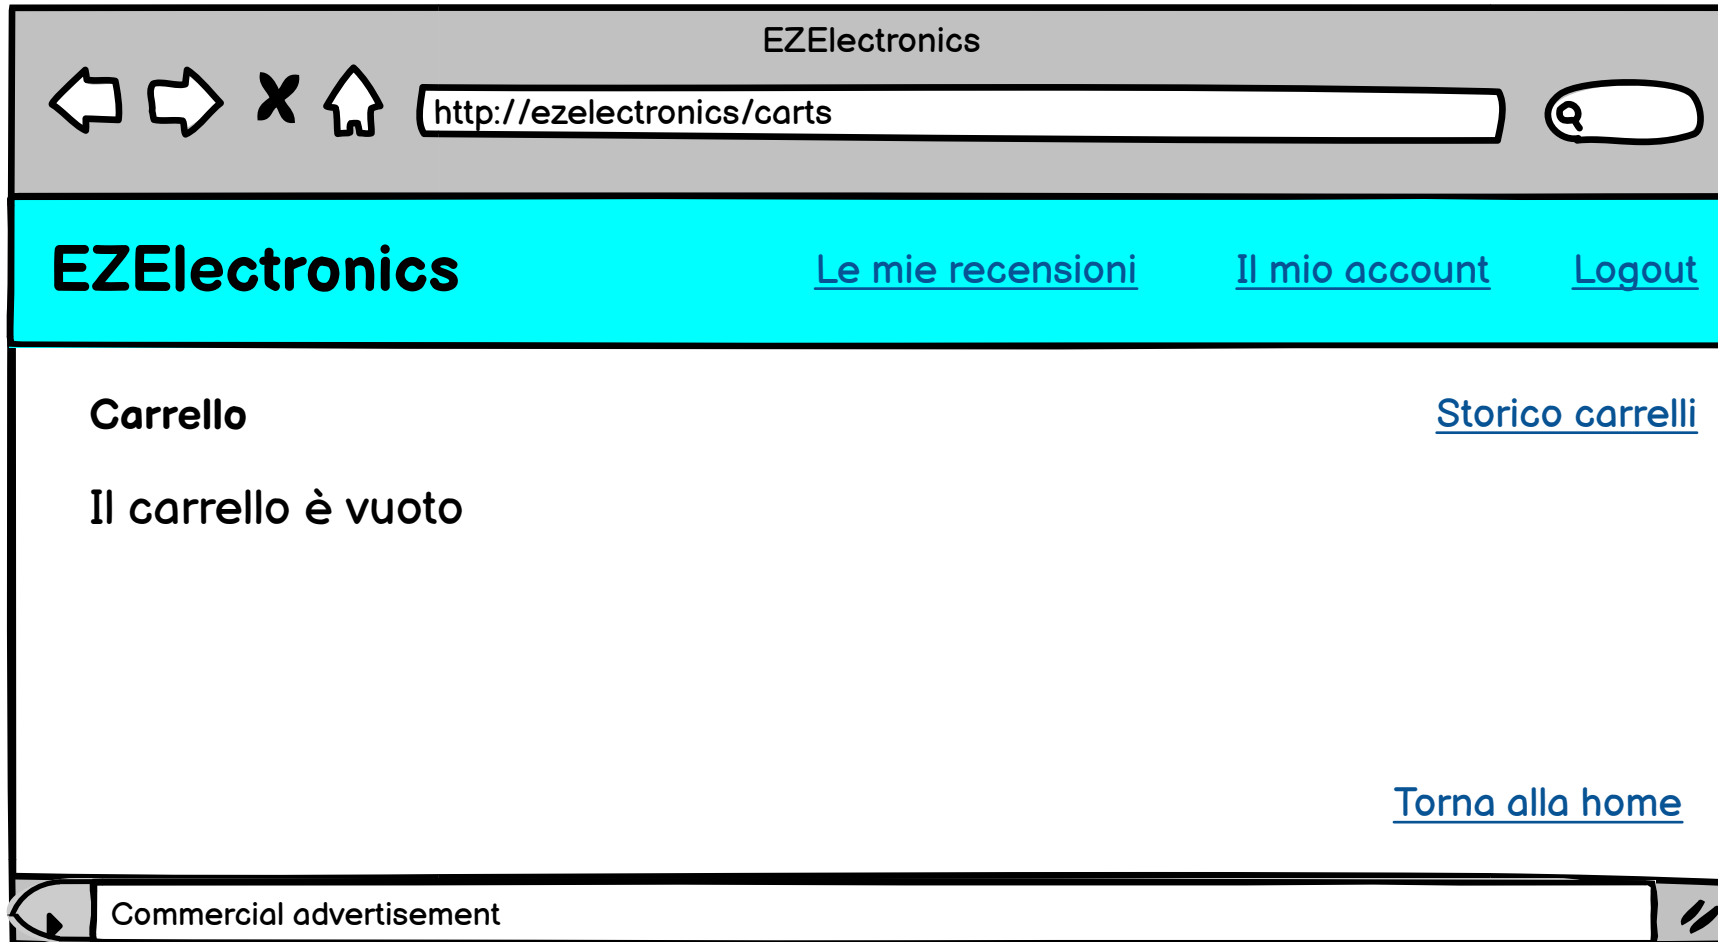 EZElectronics
http://ezelectronics/carts
EZElectronics Le mie recensioni Il mio account Logout
Carrello Storico carrelli
Il carrello è vuoto
Torna alla home
Commercial advertisement